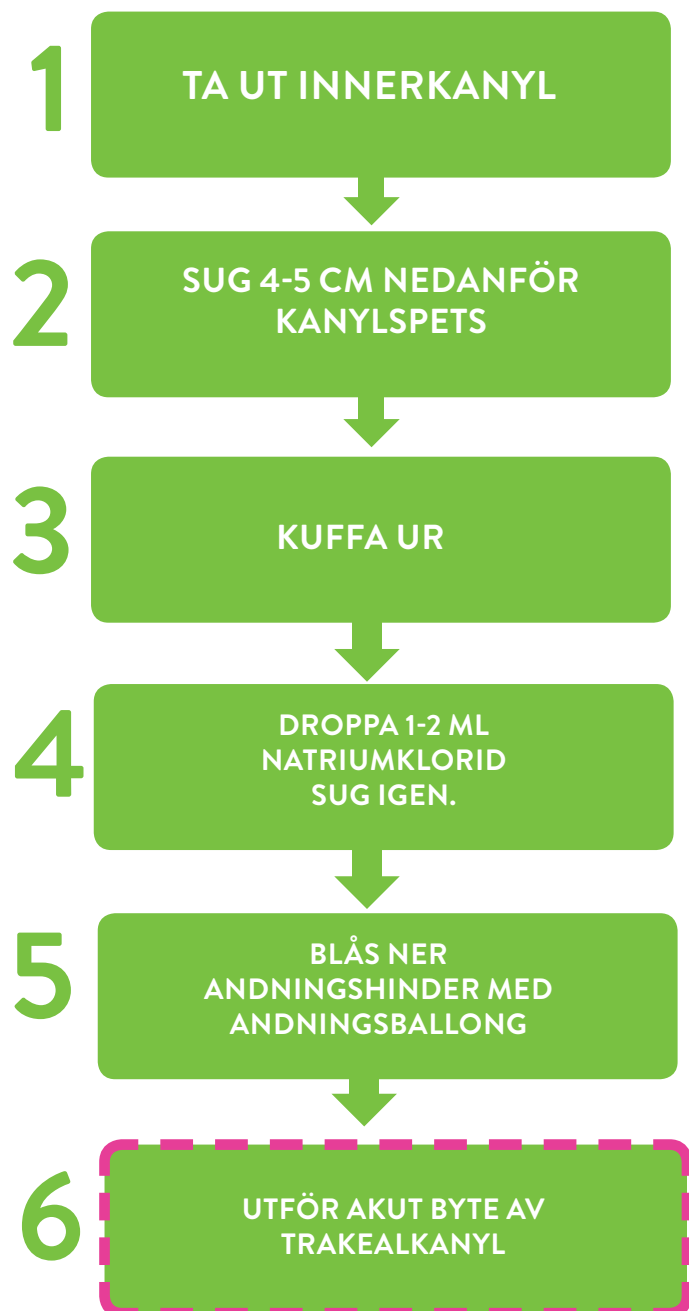 1
TA UT INNERKANYL
2
SUG 4-5 CM NEDANFÖR
KANYLSPETS
3
KUFFA UR
4
DROPPA 1-2 ML
NATRIUMKLORID
SUG IGEN.
5
BLÅS NER
ANDNINGSHINDER MED
ANDNINGSBALLONG
6
UTFÖR AKUT BYTE AV
TRAKEALKANYL